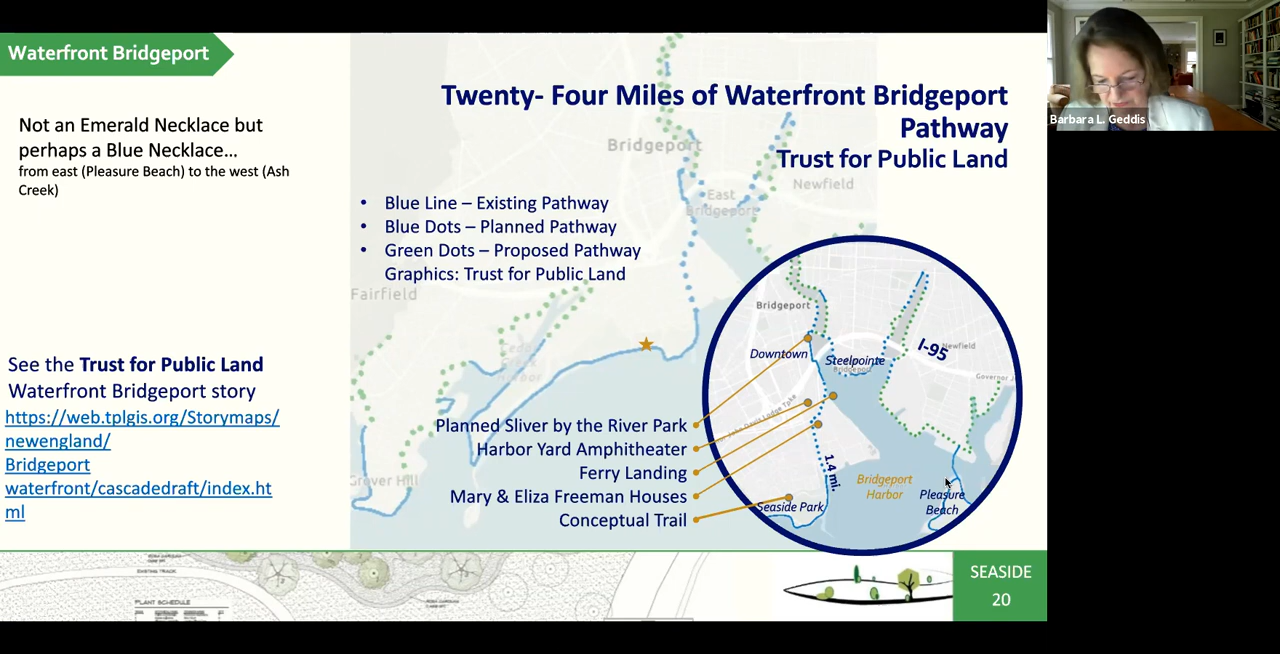 Waterfront Bridgeport
Not an Emerald Necklace but
perhaps a Blue Necklace...
from east (Pleasure Beach) to the west (Ash
Creek)
See the Trust for Public Land
Waterfront Bridgeport story
https://web.tplgis.org/Storymaps/
newengland/
Bridgeport
waterfront/cascadedraft/index.ht
ml
Twenty- Four Miles of Waterfront Bridgeport
Pathway
Trust for Public Land
• Blue Line – Existing Pathway
• Blue Dots – Planned Pathway
• Green Dots – Proposed Pathway
Graphics: Trust for Public Land
Bridgeport
East
Bridgeport
Newfield
Fairfield
Grover Hill
Planned Sliver by the River Park
Harbor Yard Amphitheater
Ferry Landing
Mary & Eliza Freeman Houses
Conceptual Trail
Bridgeport
Downtown
Steelpointe
I-95
Newfield
1.4 mi.
Bridgeport
Harbor
Pleasure
Beach
Seaside Park
EXISTING TRACK
PLANT SCHEDULE
SEASIDE
20
Barbara L. Geddis